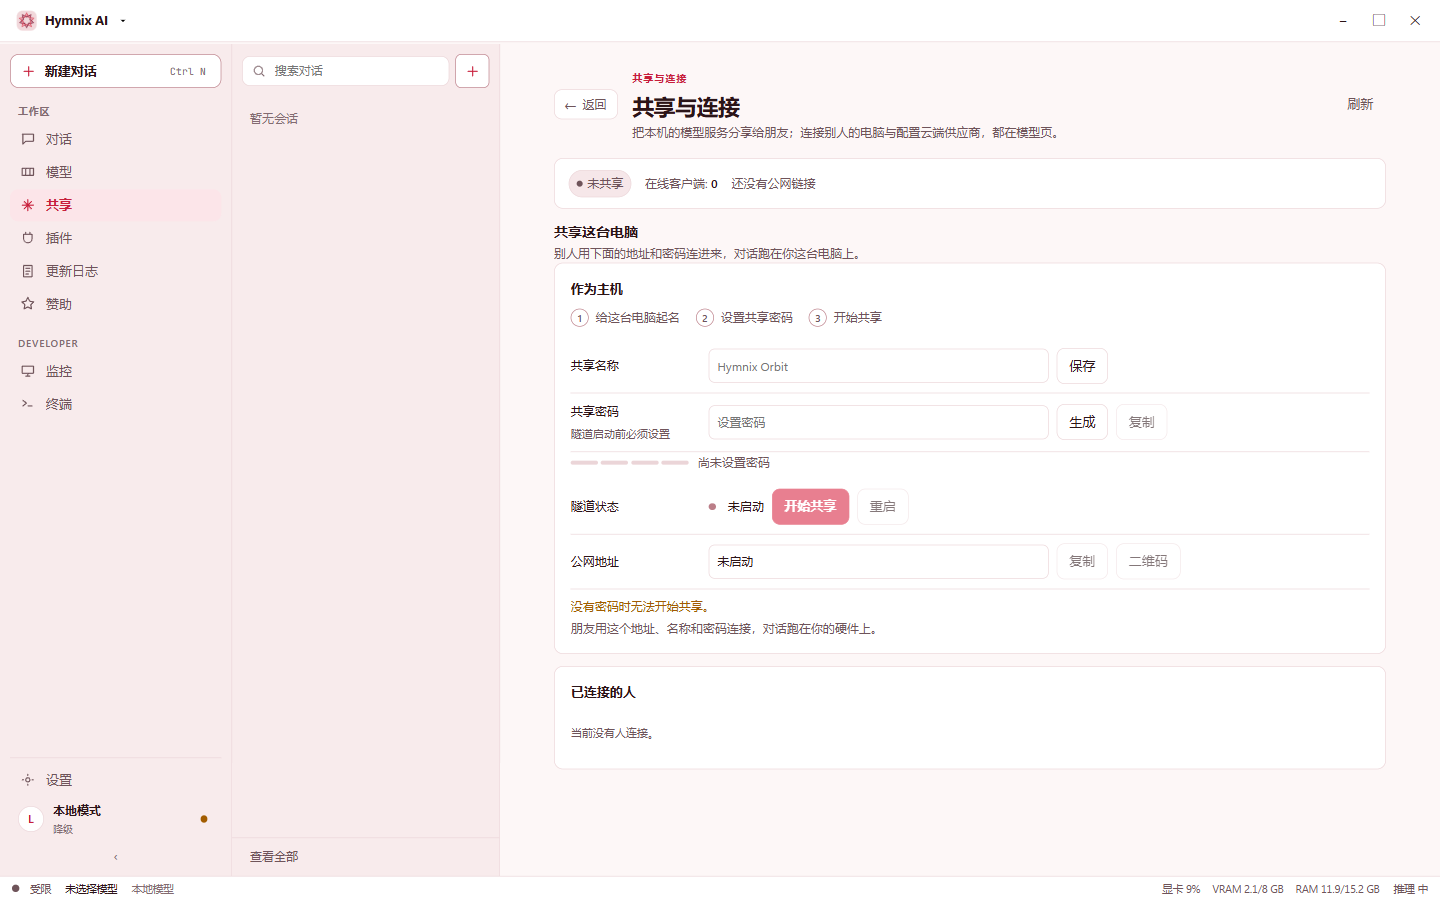 Hymnix AI
新建对话 Ctrl N
工作区
对话
模型
共享
插件
更新日志
赞助
DEVELOPER
监控
终端
设置
L
本地模式
降级
搜索对话
暂无会话
查看全部
← 返回
共享与连接
共享与连接
把本机的模型服务分享给朋友；连接别人的电脑与配置云端供应商，都在模型页。
刷新
未共享 在线客户端: 0 还没有公网链接
共享这台电脑
别人用下面的地址和密码连进来，对话跑在你这台电脑上。
作为主机
1 给这台电脑起名 2 设置共享密码 3 开始共享
共享名称 Hymnix Orbit 保存
共享密码 设置密码 生成 复制
隧道启动前必须设置
尚未设置密码
隧道状态 未启动 开始共享 重启
公网地址 未启动 复制 二维码
没有密码时无法开始共享。
朋友用这个地址、名称和密码连接，对话跑在你的硬件上。
已连接的人
当前没有人连接。
受限 未选择模型 本地模型
显卡 9% VRAM 2.1/8 GB RAM 11.9/15.2 GB 推理 中